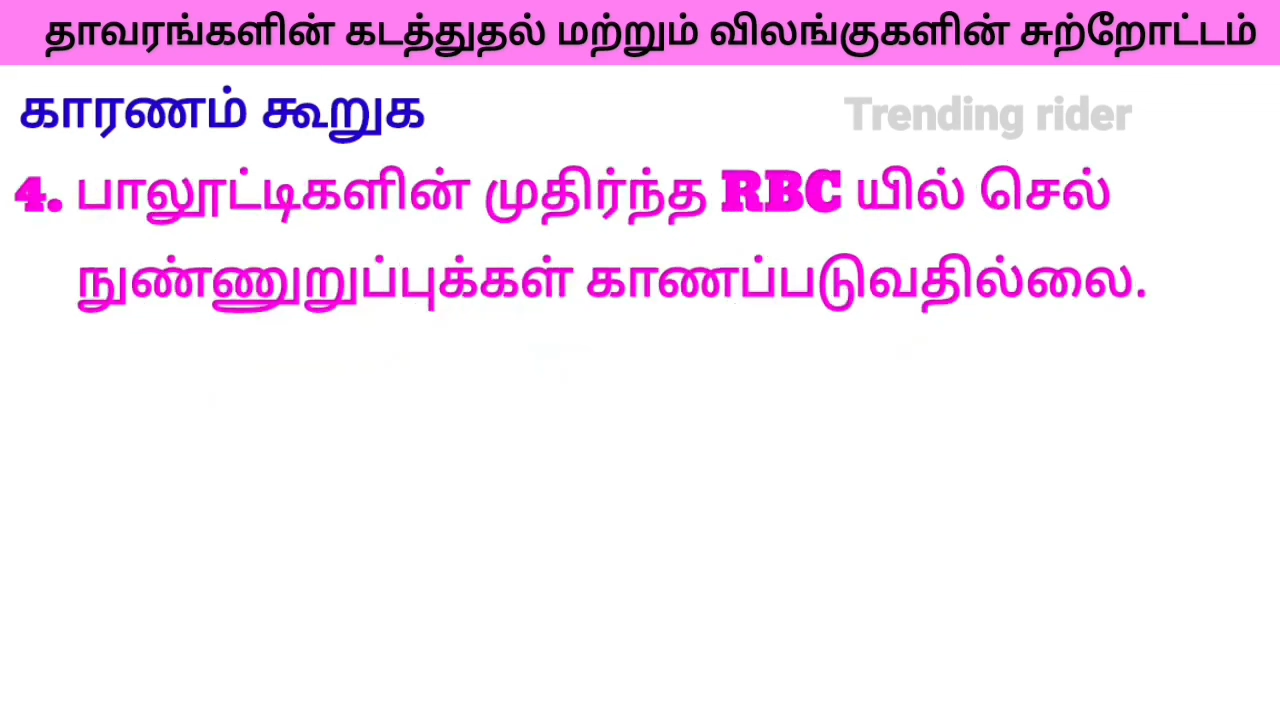 தாவரங்களின் கடத்துதல் மற்றும் விலங்குகளின் சுற்றோட்டம்
காரணம் கூறுக
Trending rider
4. பாலூட்டிகளின் முதிர்ந்த RBC யில் செல்
நுண்ணுறுப்புக்கள் காணப்படுவதில்லை.